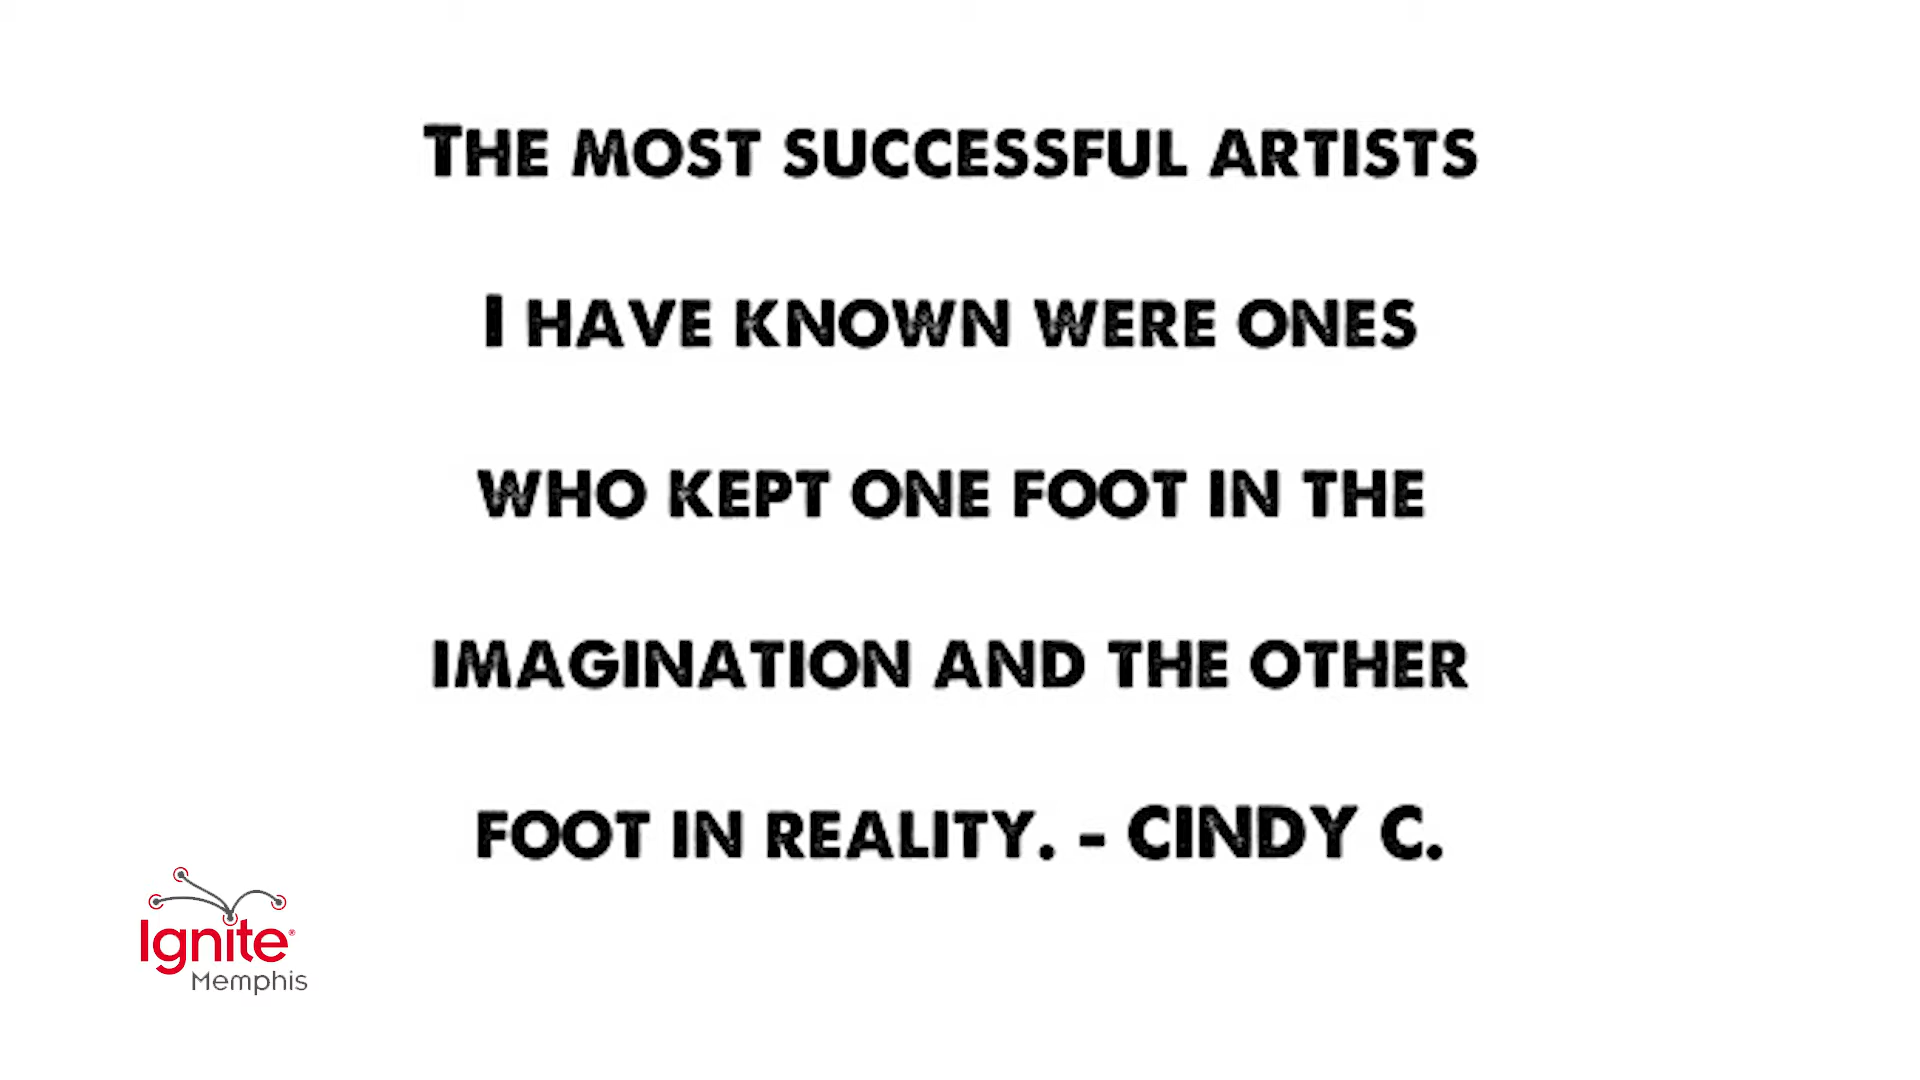 The most successful artists
I have known were ones
who kept one foot in the
imagination and the other
foot in reality. - CINDY C.
Ignite®
Memphis